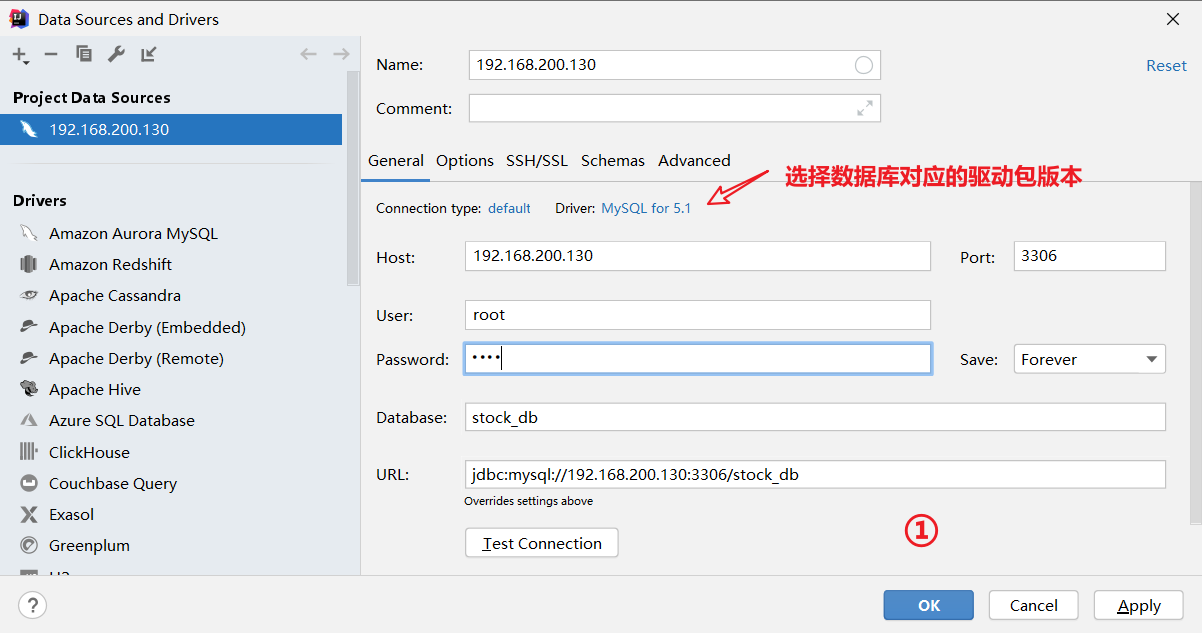 Data Sources and Drivers
Project Data Sources
192.168.200.130
Drivers
Amazon Aurora MySQL
Amazon Redshift
Apache Cassandra
Apache Derby (Embedded)
Apache Derby (Remote)
Apache Hive
Azure SQL Database
ClickHouse
Couchbase Query
Exasol
Greenplum
H2
Name: 192.168.200.130
Reset
Comment:
General Options SSH/SSL Schemas Advanced
选择数据库对应的驱动包版本
Connection type: default Driver: MySQL for 5.1
Host: 192.168.200.130 Port: 3306
User: root
Password: •••• Save: Forever
Database: stock_db
URL: jdbc:mysql://192.168.200.130:3306/stock_db
Overrides settings above
①
Test Connection
? OK Cancel Apply